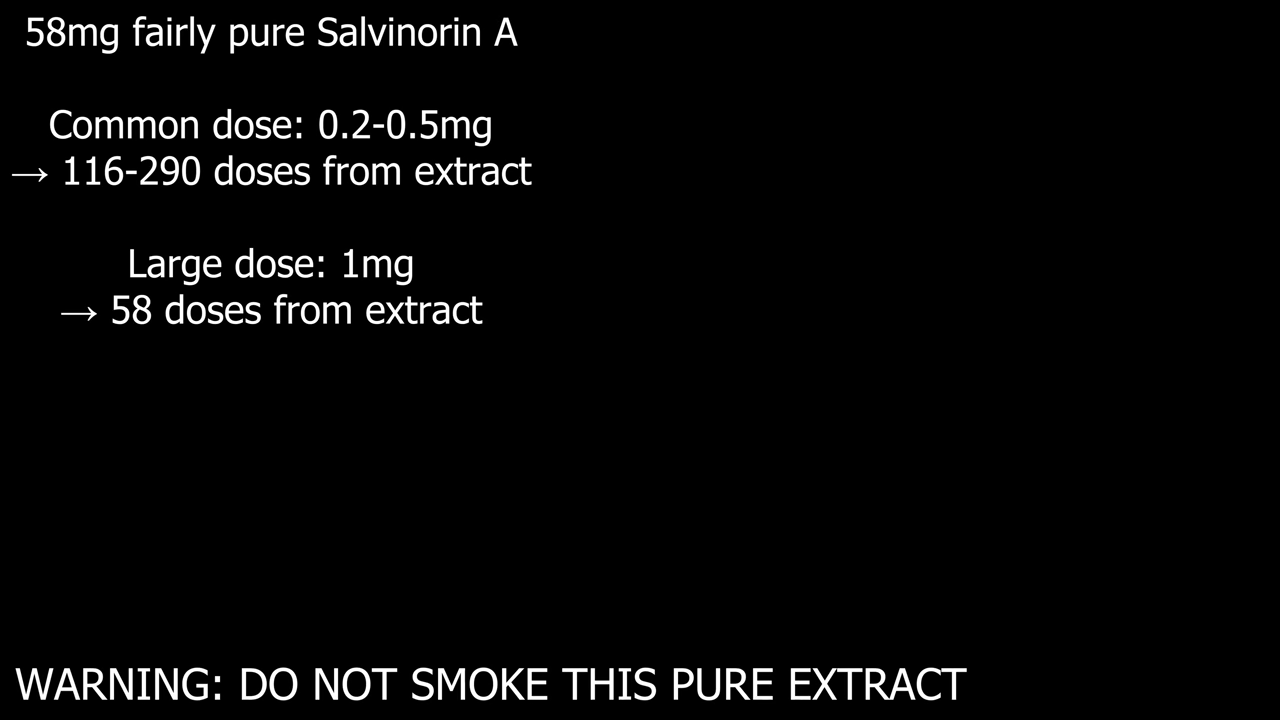 58mg fairly pure Salvinorin A
Common dose: 0.2-0.5mg
→ 116-290 doses from extract
Large dose: 1mg
→ 58 doses from extract
WARNING: DO NOT SMOKE THIS PURE EXTRACT